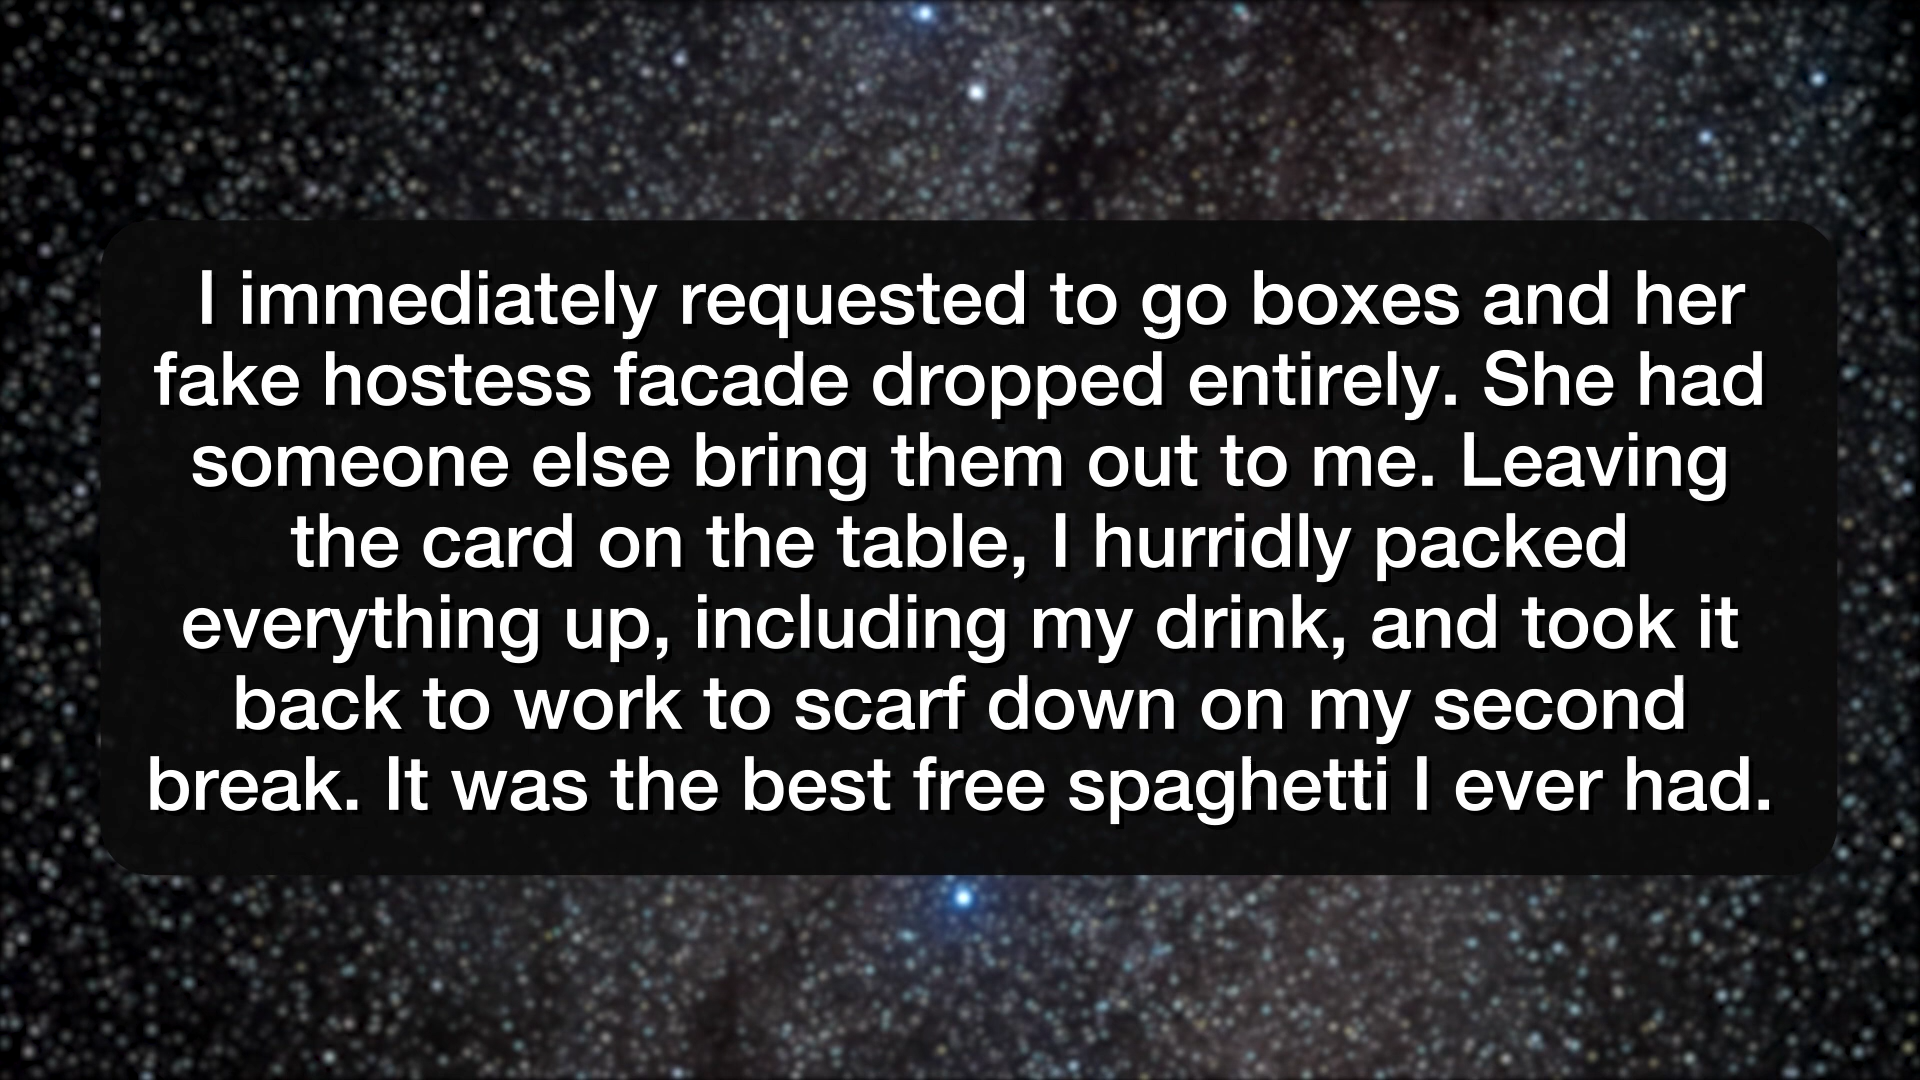 I immediately requested to go boxes and her
fake hostess facade dropped entirely. She had
someone else bring them out to me. Leaving
the card on the table, I hurridly packed
everything up, including my drink, and took it
back to work to scarf down on my second
break. It was the best free spaghetti I ever had.